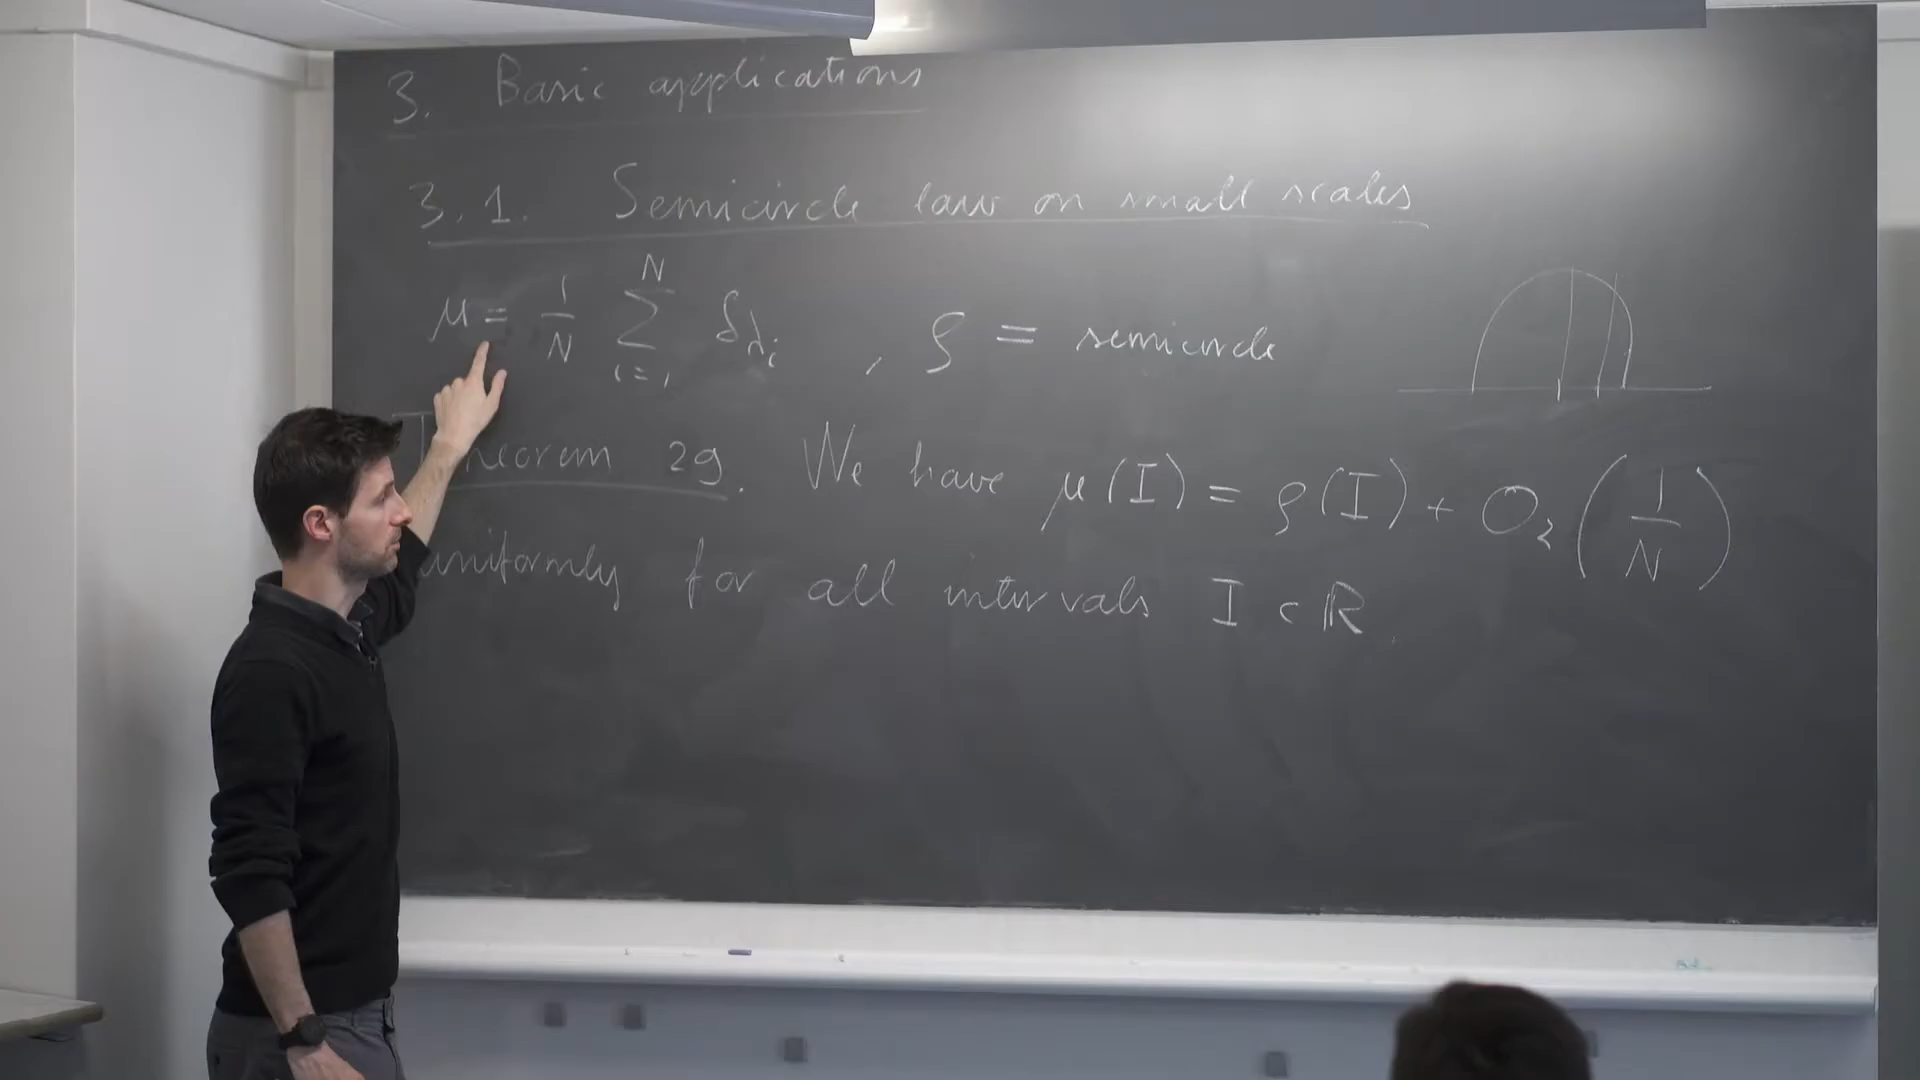 3. Basic applications
3.1. Semicircle law on small scales
μ = 1/N ∑_{i=1}^{N} δ_{λ_i} , ϱ = semicircle
Theorem 29. We have μ(I) = ϱ(I) + O_≺(1/N)
uniformly for all intervals I ⊂ ℝ.